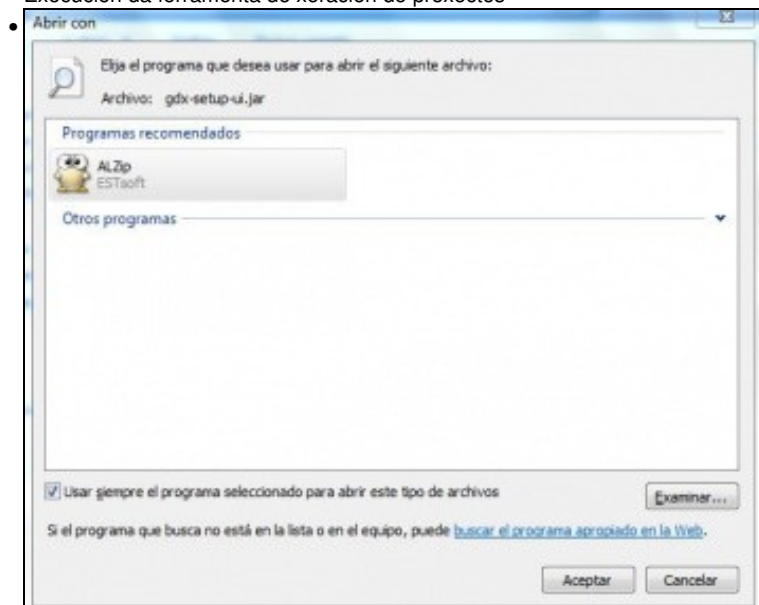 Execución da ferramenta de xeración de proxectos
Abrir con
Elija el programa que desea usar para abrir el siguiente archivo:
Archivo: gdx-setup-ui.jar
Programas recomendados
ALZip
ESTsoft
Otros programas
Usar siempre el programa seleccionado para abrir este tipo de archivos
Examinar...
Si el programa que busca no está en la lista o en el equipo, puede buscar el programa apropiado en la Web.
Aceptar Cancelar